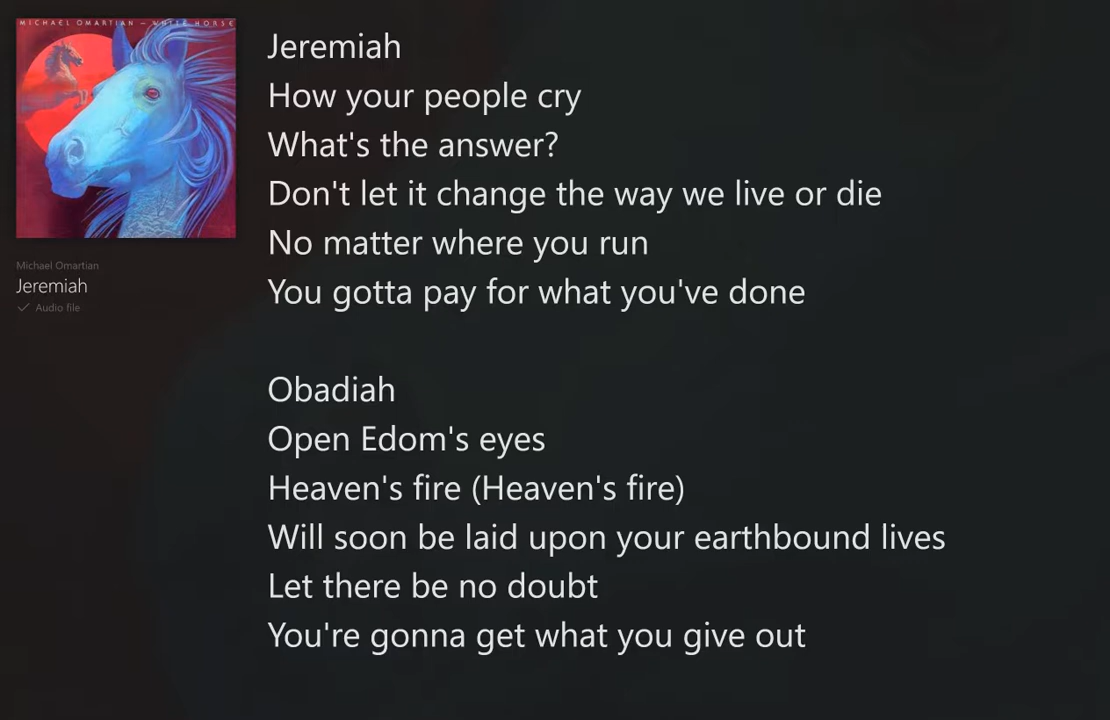 MICHAEL OMARTIAN — WHITE HORSE
Michael Omartian
Jeremiah
Audio file
Jeremiah
How your people cry
What's the answer?
Don't let it change the way we live or die
No matter where you run
You gotta pay for what you've done
Obadiah
Open Edom's eyes
Heaven's fire (Heaven's fire)
Will soon be laid upon your earthbound lives
Let there be no doubt
You're gonna get what you give out